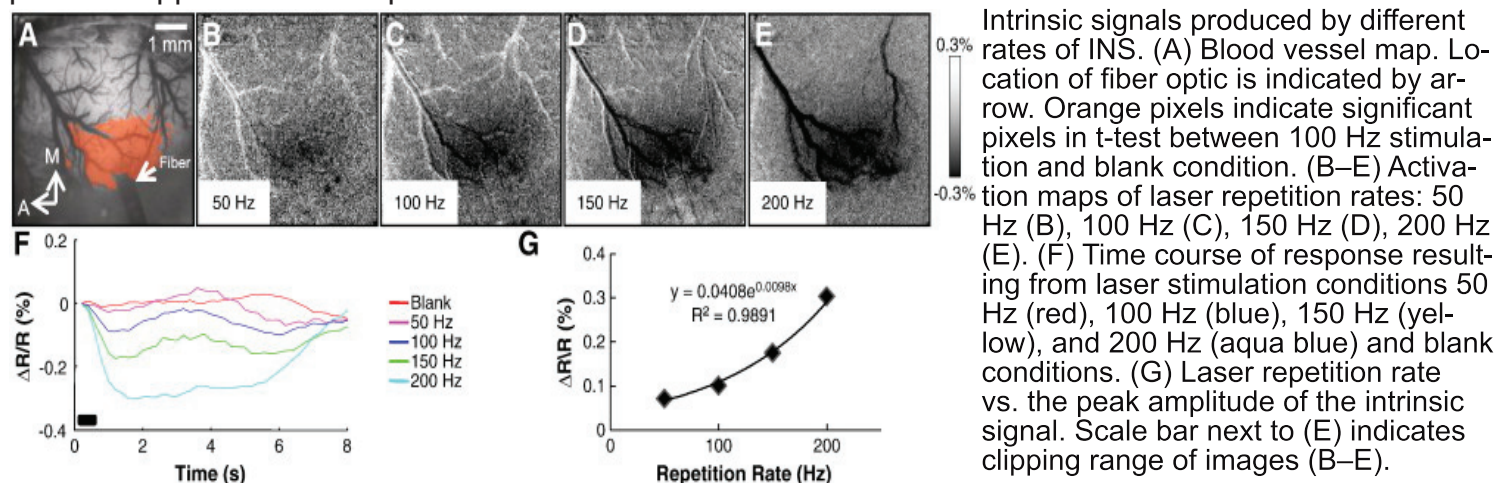 A
1 mm
M
A
Fiber
B
50 Hz
C
100 Hz
D
150 Hz
E
200 Hz
0.3%
-0.3%
F
0.2
0
-0.2
-0.4
ΔR/R (%)
0
2
4
6
8
Time (s)
Blank
50 Hz
100 Hz
150 Hz
200 Hz
G
0.4
0.3
0.2
0.1
0
ΔR\R (%)
y = 0.0408e^0.0098x
R² = 0.9891
0
100
200
Repetition Rate (Hz)
Intrinsic signals produced by different
rates of INS. (A) Blood vessel map. Lo-
cation of fiber optic is indicated by ar-
row. Orange pixels indicate significant
pixels in t-test between 100 Hz stimula-
tion and blank condition. (B–E) Activa-
tion maps of laser repetition rates: 50
Hz (B), 100 Hz (C), 150 Hz (D), 200 Hz
(E). (F) Time course of response result-
ing from laser stimulation conditions 50
Hz (red), 100 Hz (blue), 150 Hz (yel-
low), and 200 Hz (aqua blue) and blank
conditions. (G) Laser repetition rate
vs. the peak amplitude of the intrinsic
signal. Scale bar next to (E) indicates
clipping range of images (B–E).